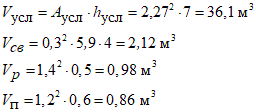 Vусл = Aусл · hусл = 2,27² · 7 = 36,1 м³
Vсв = 0,3² · 5,9 · 4 = 2,12 м³
Vр = 1,4² · 0,5 = 0,98 м³
Vп = 1,2² · 0,6 = 0,86 м³